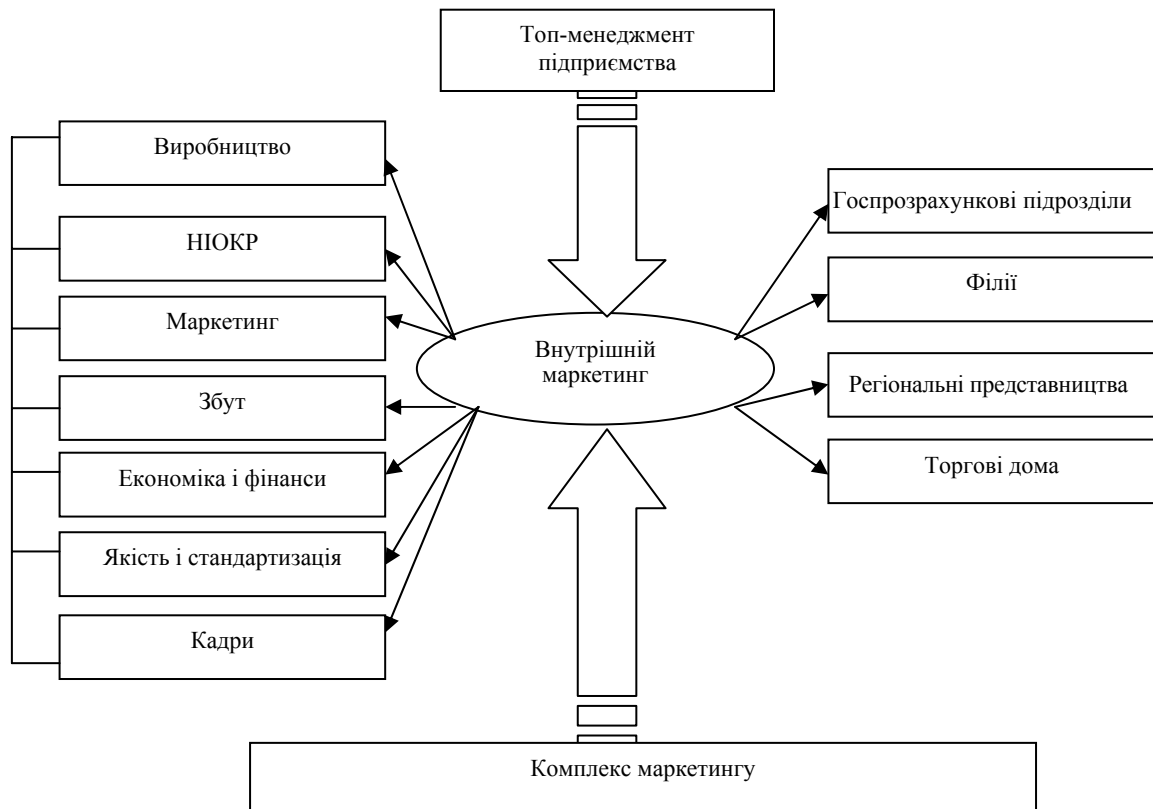 Топ-менеджмент
підприємства
Виробництво
НІОКР
Маркетинг
Збут
Економіка і фінанси
Якість і стандартизація
Кадри
Внутрішній
маркетинг
Госпрозрахункові підрозділи
Філії
Регіональні представництва
Торгові дома
Комплекс маркетингу